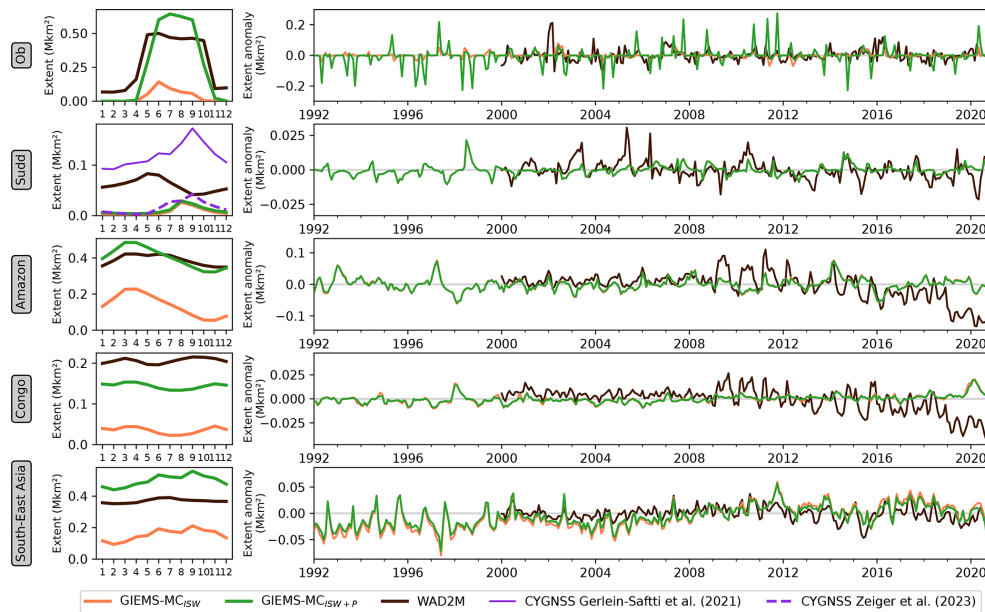 Ob
Extent (Mkm²)
0.50
0.25
0.00
1 2 3 4 5 6 7 8 9 10 11 12
Extent anomaly
(Mkm²)
0.2
0.0
−0.2
1992 1996 2000 2004 2008 2012 2016 2020
Sudd
Extent (Mkm²)
0.1
0.0
1 2 3 4 5 6 7 8 9 10 11 12
Extent anomaly
(Mkm²)
0.025
0.000
−0.025
1992 1996 2000 2004 2008 2012 2016 2020
Amazon
Extent (Mkm²)
0.4
0.2
0.0
1 2 3 4 5 6 7 8 9 10 11 12
Extent anomaly
(Mkm²)
0.1
0.0
−0.1
1992 1996 2000 2004 2008 2012 2016 2020
Congo
Extent (Mkm²)
0.2
0.1
0.0
1 2 3 4 5 6 7 8 9 10 11 12
Extent anomaly
(Mkm²)
0.025
0.000
1992 1996 2000 2004 2008 2012 2016 2020
South-East Asia
Extent (Mkm²)
0.4
0.2
0.0
1 2 3 4 5 6 7 8 9 10 11 12
Extent anomaly
(Mkm²)
0.05
0.00
−0.05
1992 1996 2000 2004 2008 2012 2016 2020
GIEMS-MC_ISW GIEMS-MC_ISW+P WAD2M CYGNSS Gerlein-Saftti et al. (2021) CYGNSS Zeiger et al. (2023)